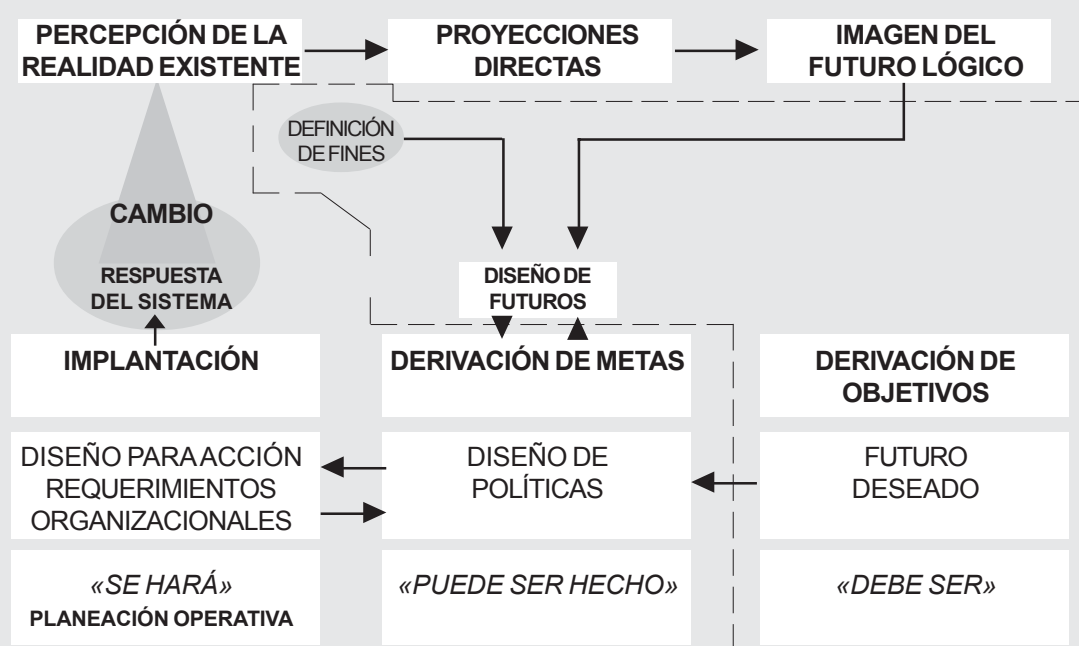 PERCEPCIÓN DE LA
REALIDAD EXISTENTE
PROYECCIONES
DIRECTAS
IMAGEN DEL
FUTURO LÓGICO
DEFINICIÓN
DE FINES
CAMBIO
RESPUESTA
DEL SISTEMA
DISEÑO DE
FUTUROS
IMPLANTACIÓN
DERIVACIÓN DE METAS
DERIVACIÓN DE
OBJETIVOS
DISEÑO PARA ACCIÓN
REQUERIMIENTOS
ORGANIZACIONALES
DISEÑO DE
POLÍTICAS
FUTURO
DESEADO
«SE HARÁ»
PLANEACIÓN OPERATIVA
«PUEDE SER HECHO»
«DEBE SER»